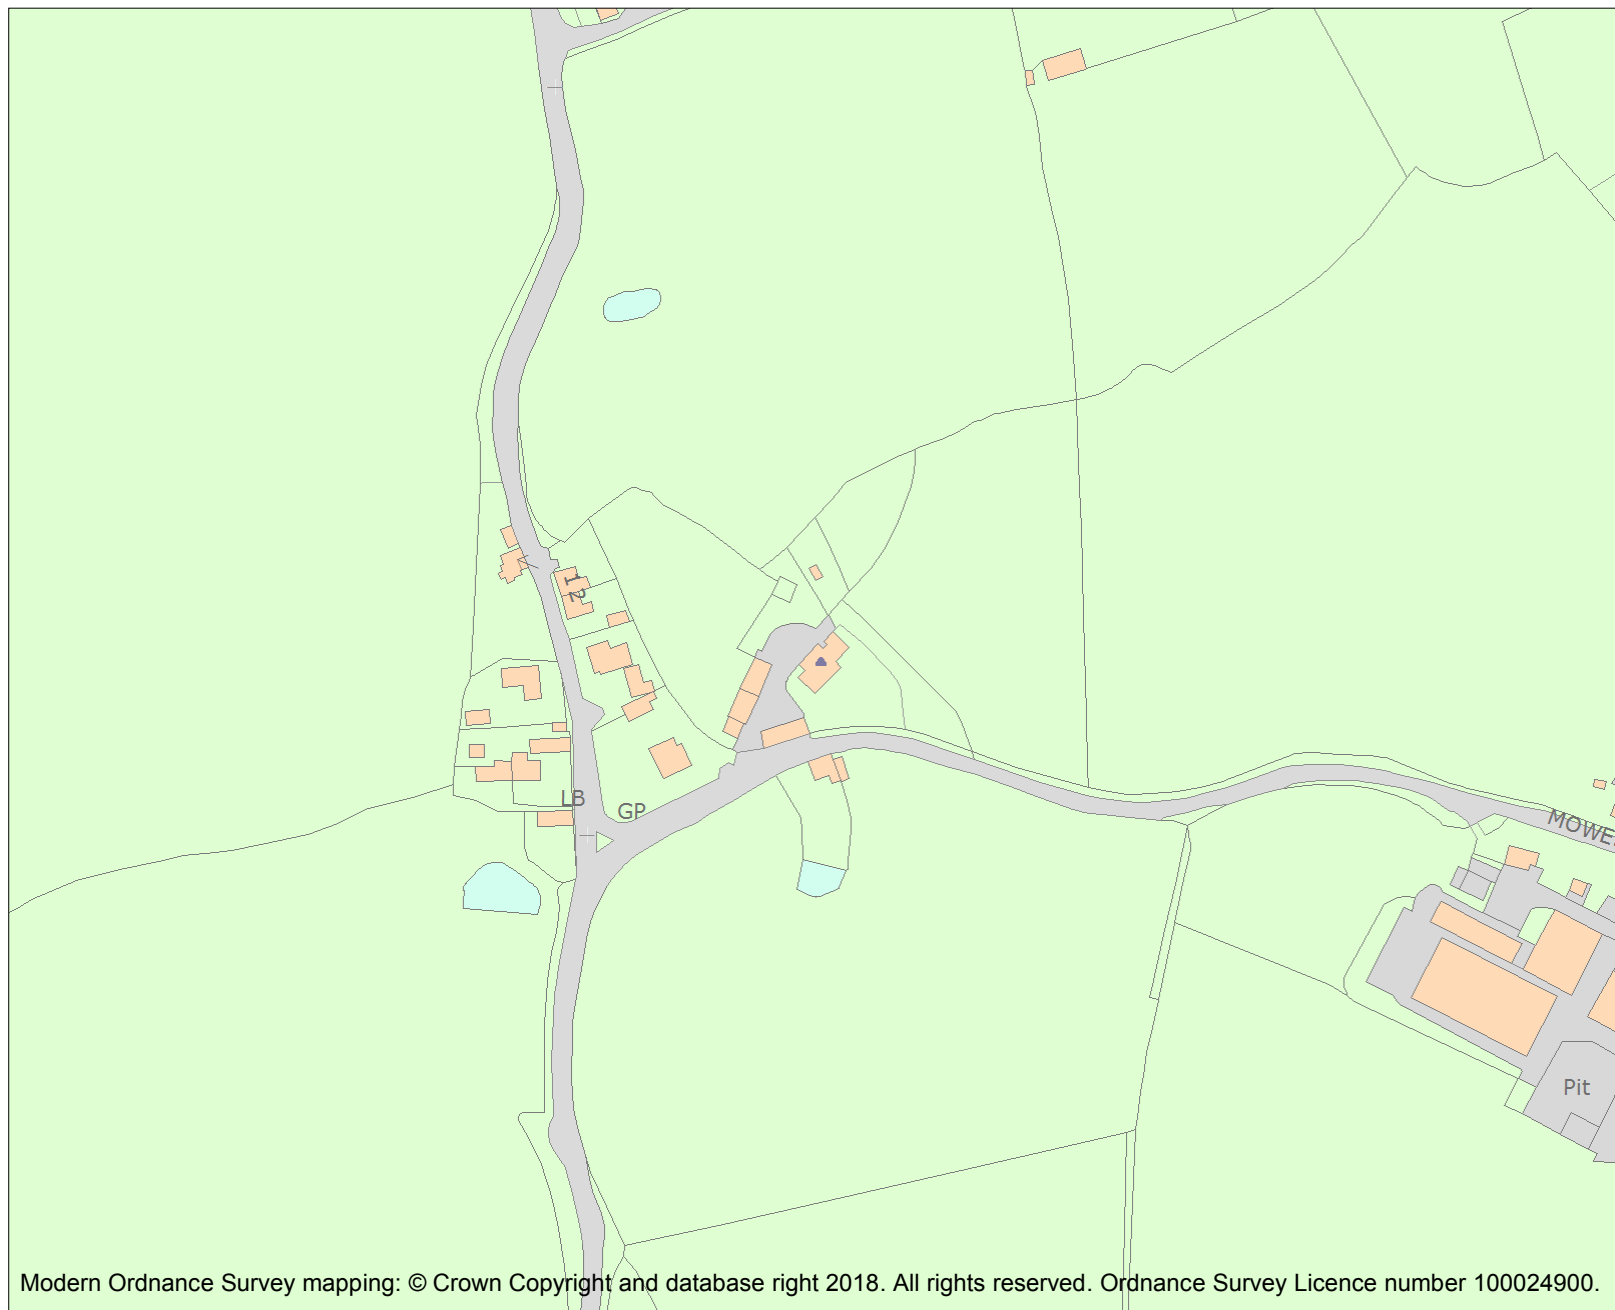 12
LB
GP
MOWE
Pit
Modern Ordnance Survey mapping: © Crown Copyright and database right 2018. All rights reserved. Ordnance Survey Licence number 100024900.